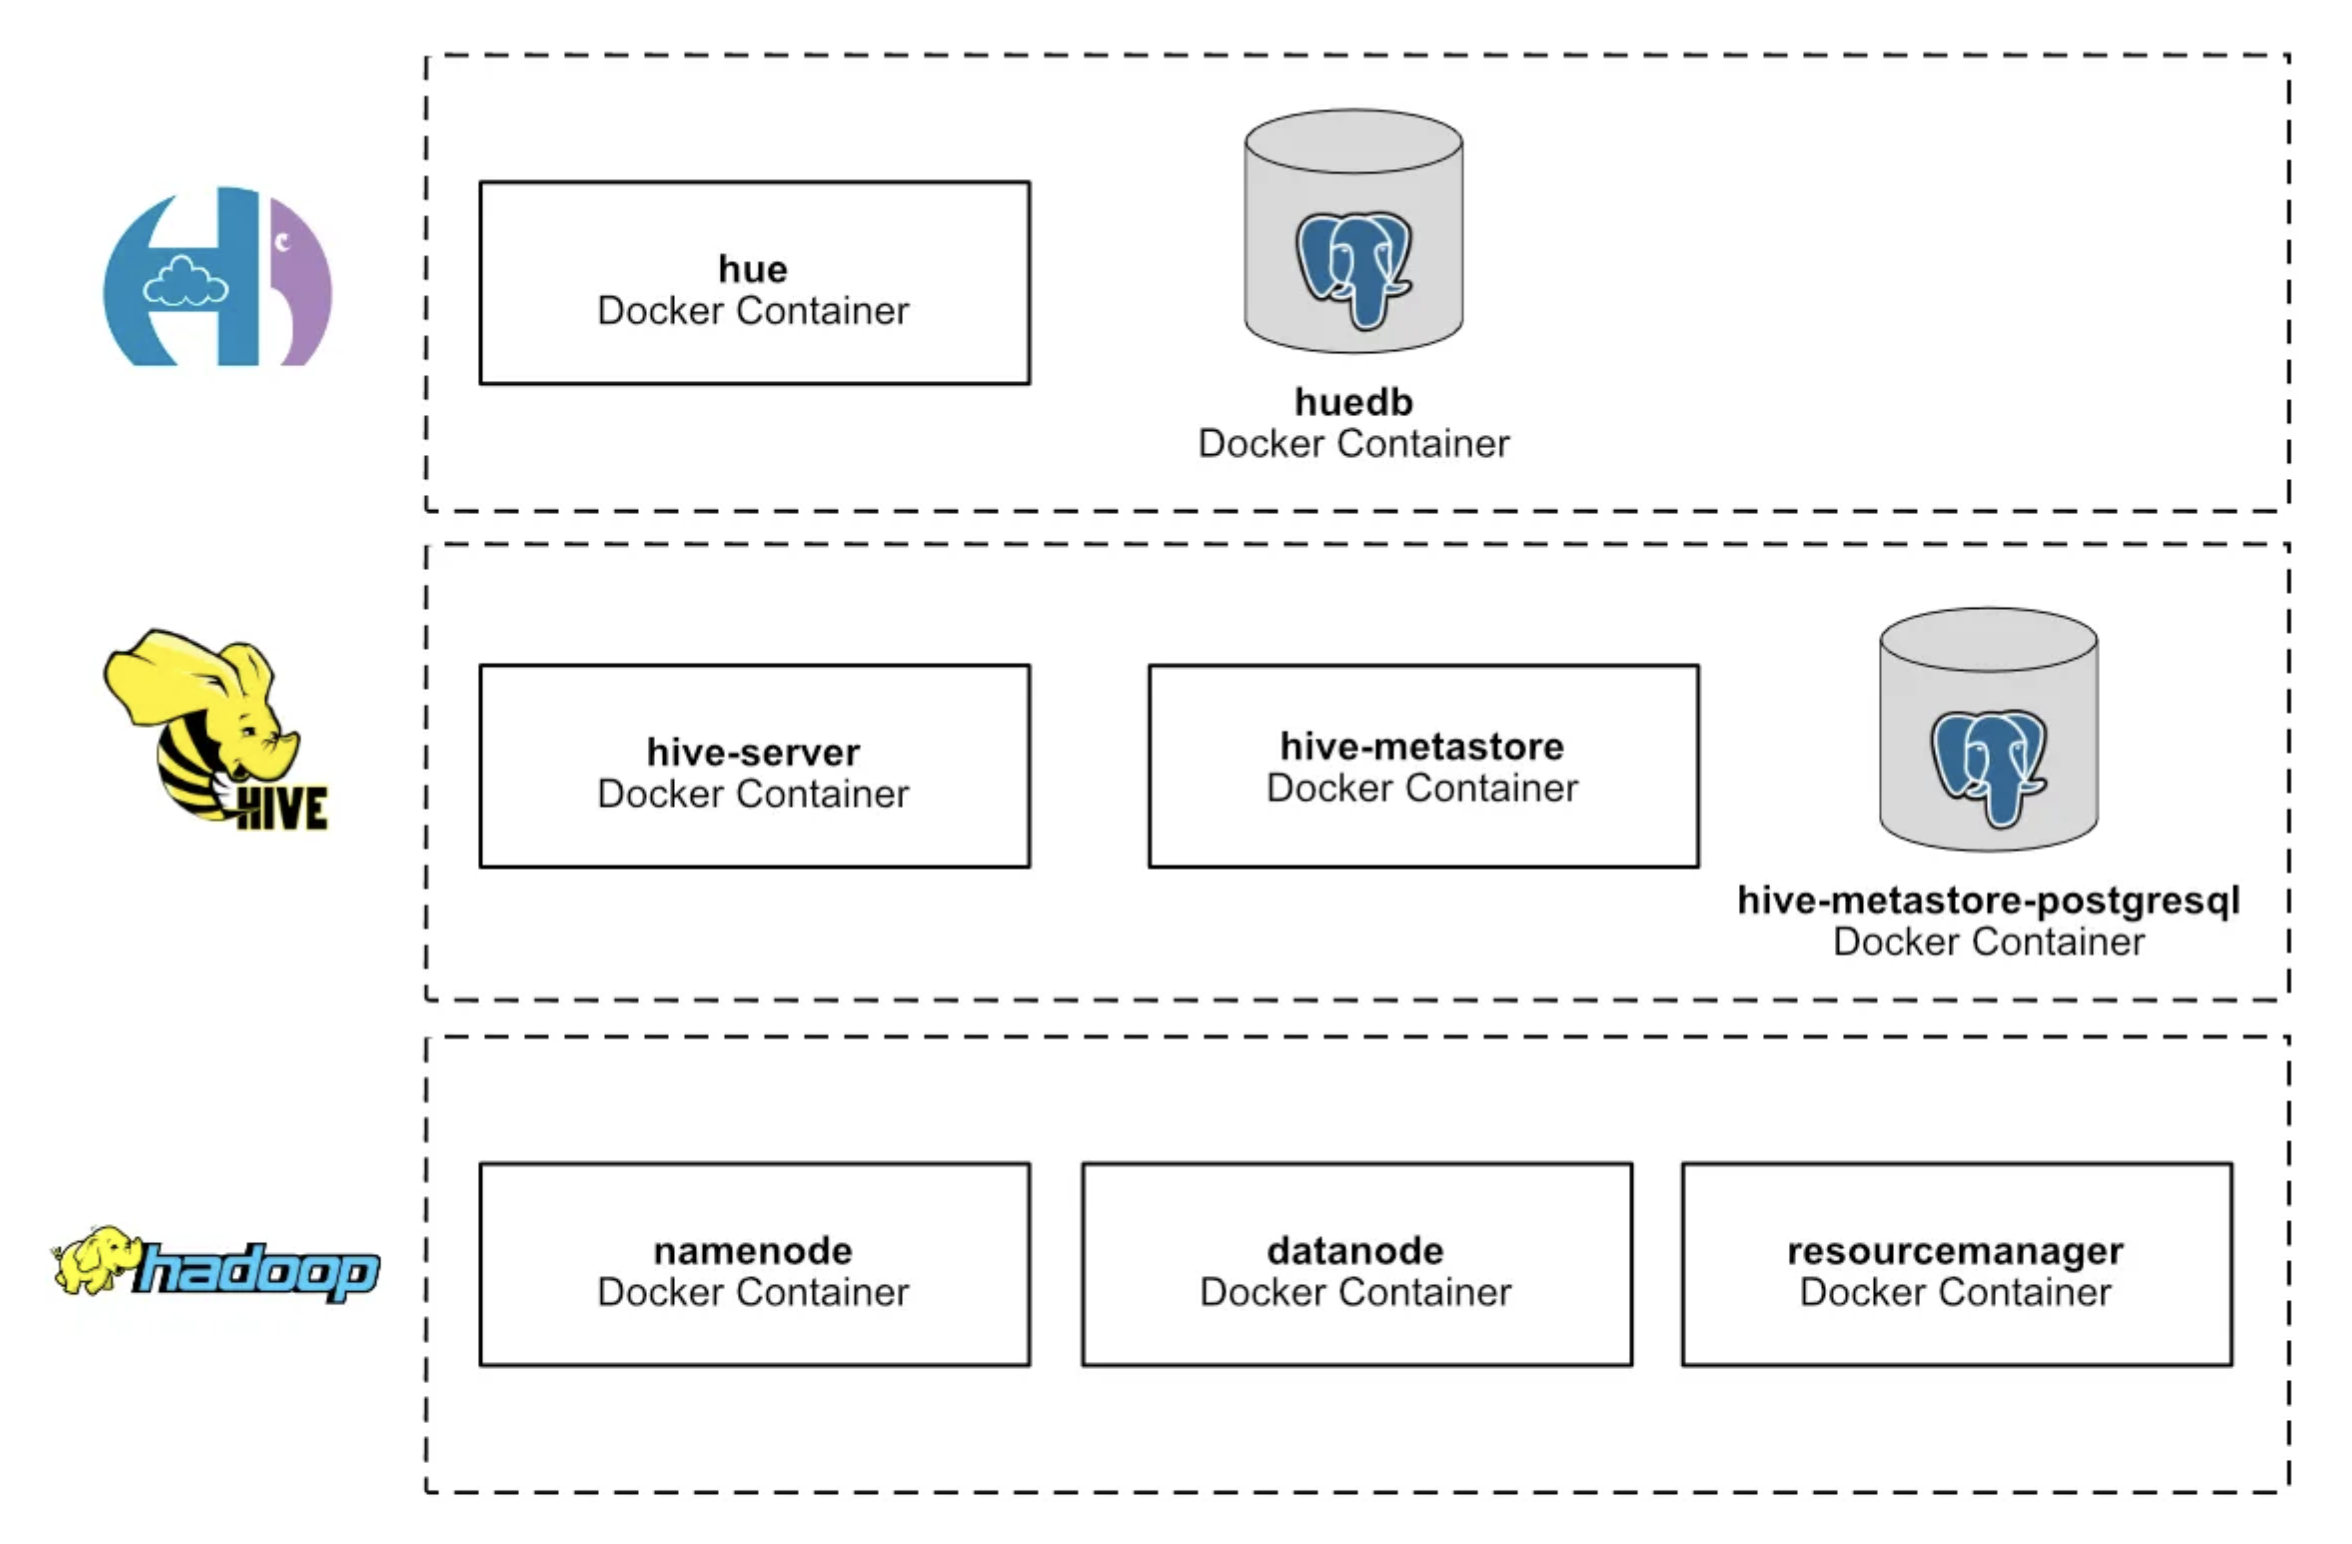 hue
Docker Container
huedb
Docker Container
HIVE
hive-server
Docker Container
hive-metastore
Docker Container
hive-metastore-postgresql
Docker Container
hadoop
namenode
Docker Container
datanode
Docker Container
resourcemanager
Docker Container